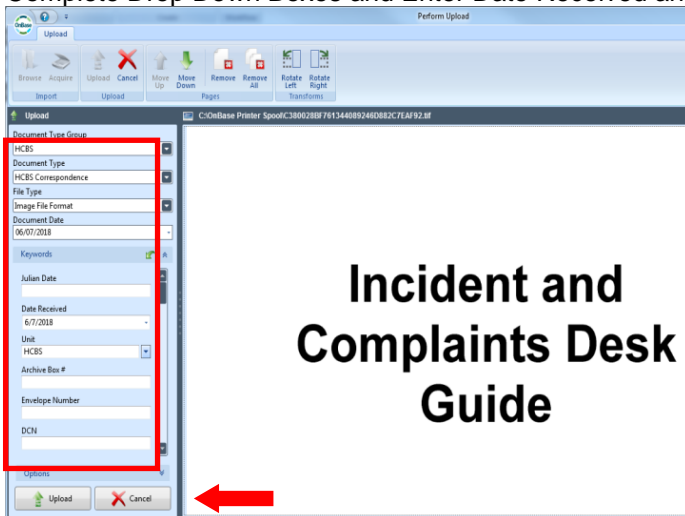 Complete Drop Down Boxes and Enter Date Received an
Perform Upload
OnBase
Upload
Browse Acquire Upload Cancel Move Up Move Down Remove Remove All Rotate Left Rotate Right
Import Upload Pages Transforms
Upload
C:\OnBase Printer Spool\C380028BF761344089246D882C7EAF92.tif
Document Type Group
HCBS
Document Type
HCBS Correspondence
File Type
Image File Format
Document Date
06/07/2018
Keywords
Julian Date
Date Received
6/7/2018
Unit
HCBS
Archive Box #
Envelope Number
DCN
Options
Upload Cancel
Incident and
Complaints Desk
Guide